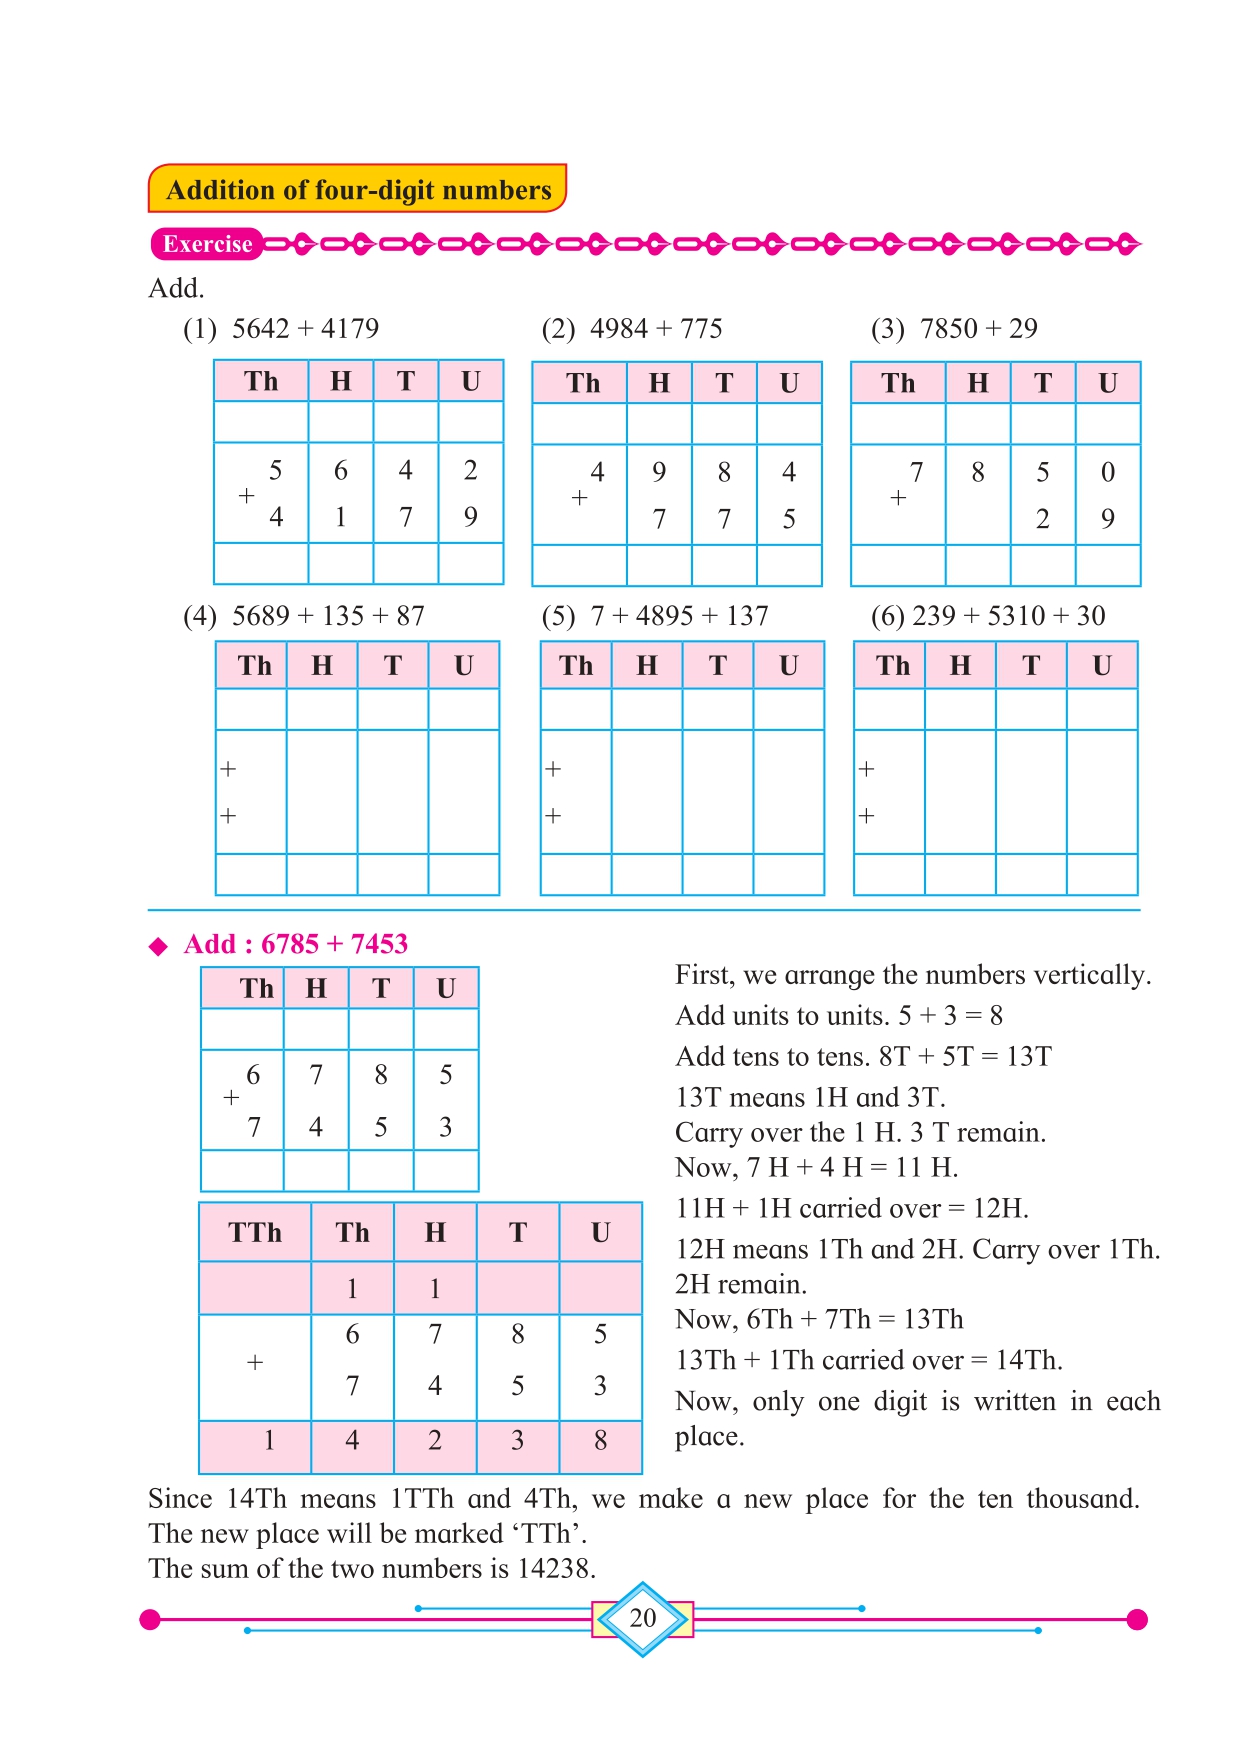 Addition of four-digit numbers
Exercise
Add.
(1) 5642 + 4179 (2) 4984 + 775 (3) 7850 + 29
Th H T U Th H T U Th H T U
5 6 4 2 4 9 8 4 7 8 5 0
+ + +
4 1 7 9 7 7 5 2 9
(4) 5689 + 135 + 87 (5) 7 + 4895 + 137 (6) 239 + 5310 + 30
Th H T U Th H T U Th H T U
+ + +
+ + +
◆ Add : 6785 + 7453
Th H T U
6 7 8 5
+
7 4 5 3
TTh Th H T U
1 1
6 7 8 5
+
7 4 5 3
1 4 2 3 8
First, we arrange the numbers vertically.
Add units to units. 5 + 3 = 8
Add tens to tens. 8T + 5T = 13T
13T means 1H and 3T.
Carry over the 1 H. 3 T remain.
Now, 7 H + 4 H = 11 H.
11H + 1H carried over = 12H.
12H means 1Th and 2H. Carry over 1Th.
2H remain.
Now, 6Th + 7Th = 13Th
13Th + 1Th carried over = 14Th.
Now, only one digit is written in each
place.
Since 14Th means 1TTh and 4Th, we make a new place for the ten thousand.
The new place will be marked ‘TTh’.
The sum of the two numbers is 14238.
20